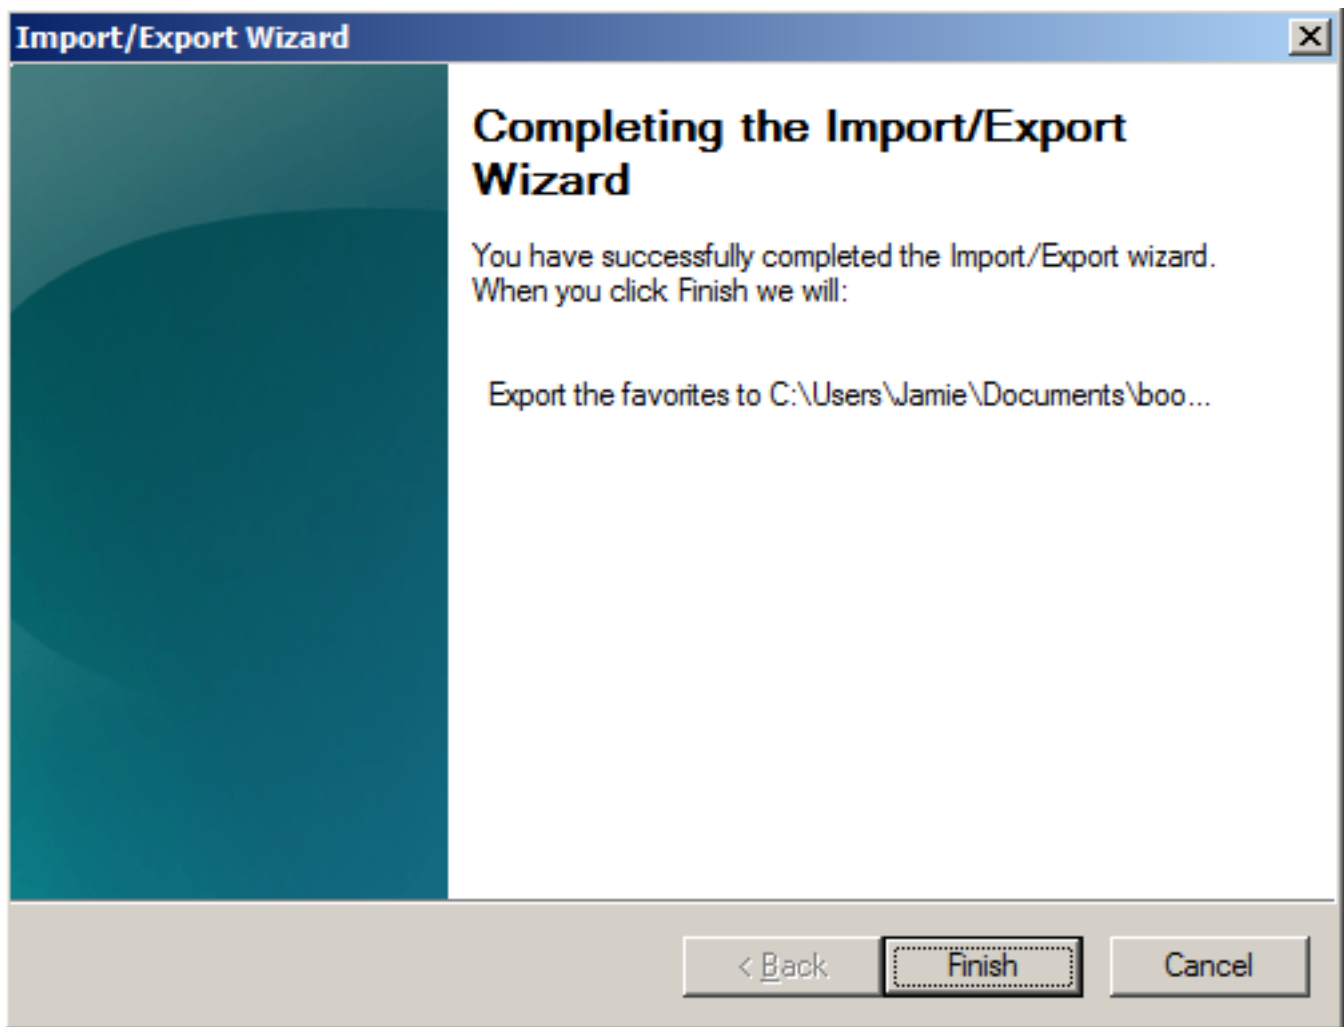 Import/Export Wizard
Completing the Import/Export
Wizard
You have successfully completed the Import/Export wizard.
When you click Finish we will:
Export the favorites to C:\Users\Jamie\Documents\boo...
< Back
Finish
Cancel